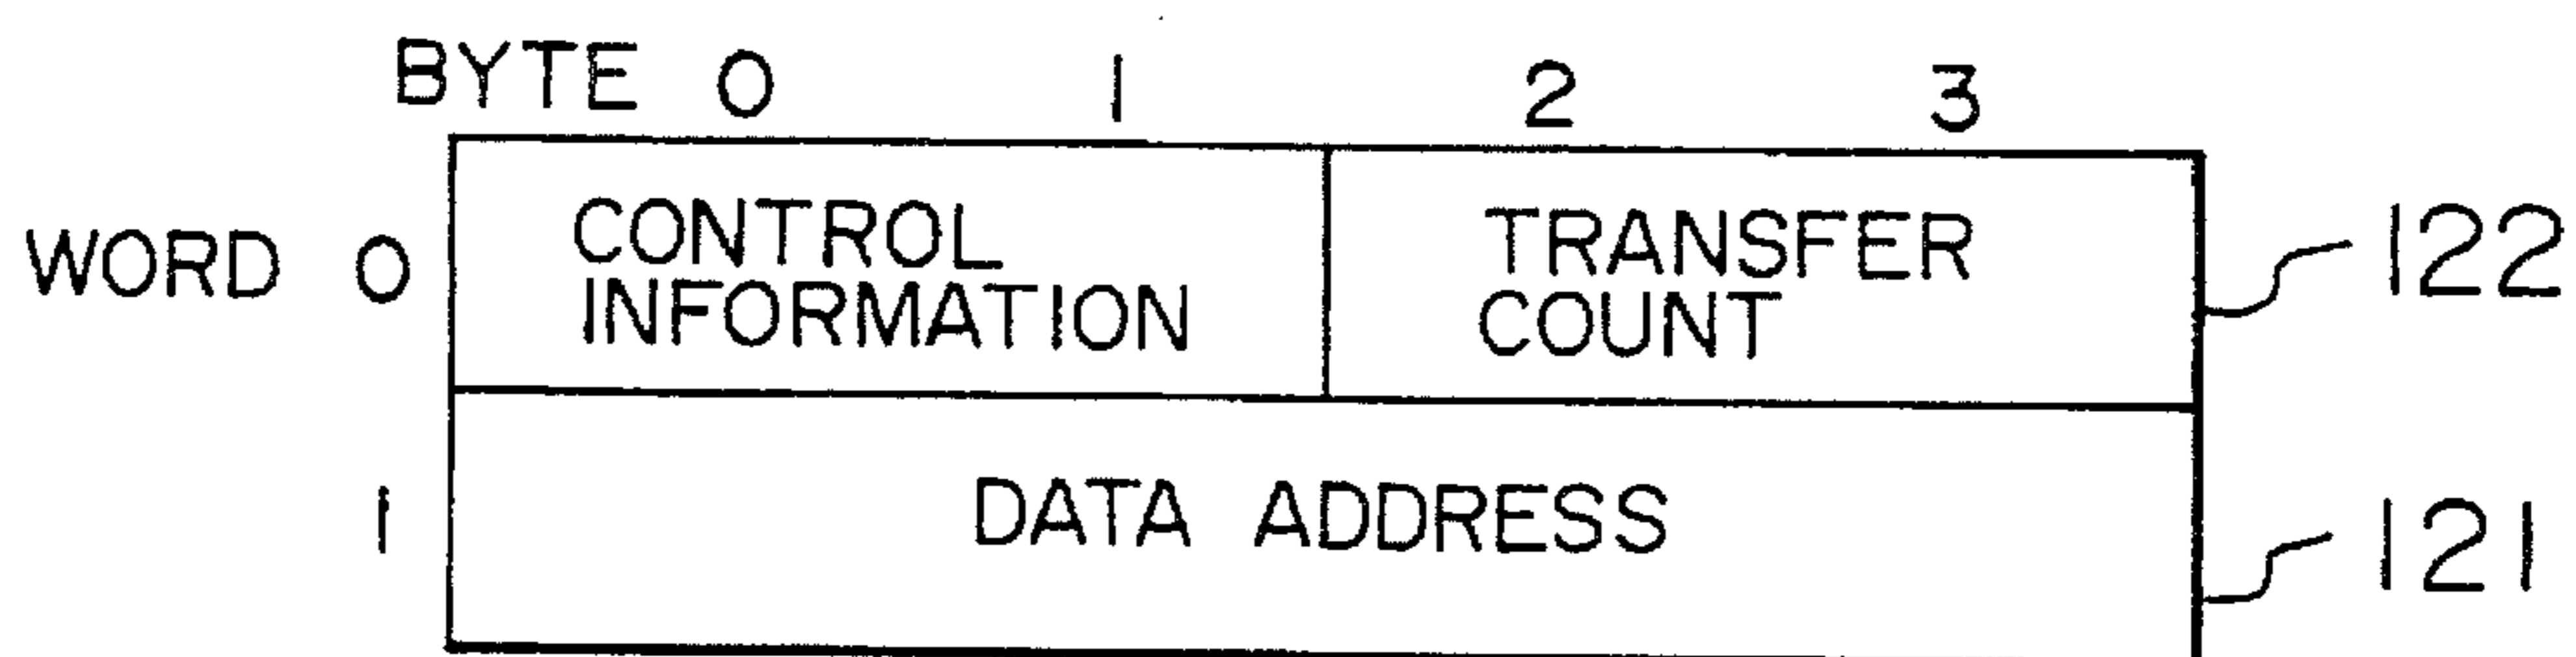 BYTE 0 1 2 3
WORD 0 CONTROL TRANSFER 122
INFORMATION COUNT
1 DATA ADDRESS 121